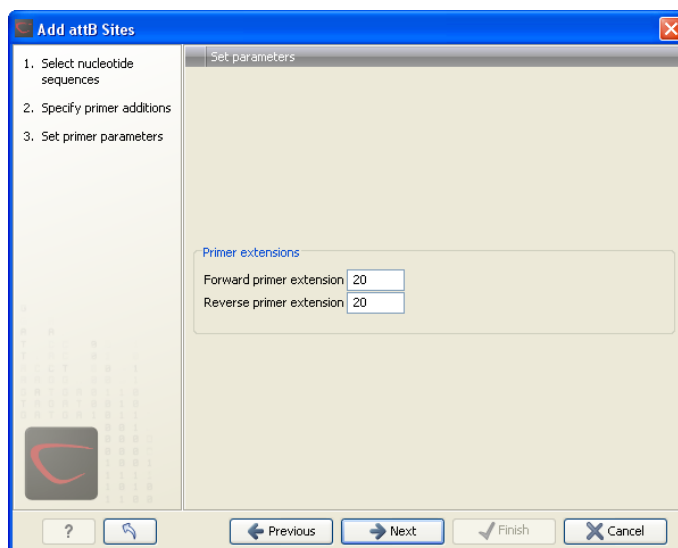 Add attB Sites
1. Select nucleotide
sequences
2. Specify primer additions
3. Set primer parameters
Set parameters
Primer extensions
Forward primer extension 20
Reverse primer extension 20
? Previous Next Finish Cancel